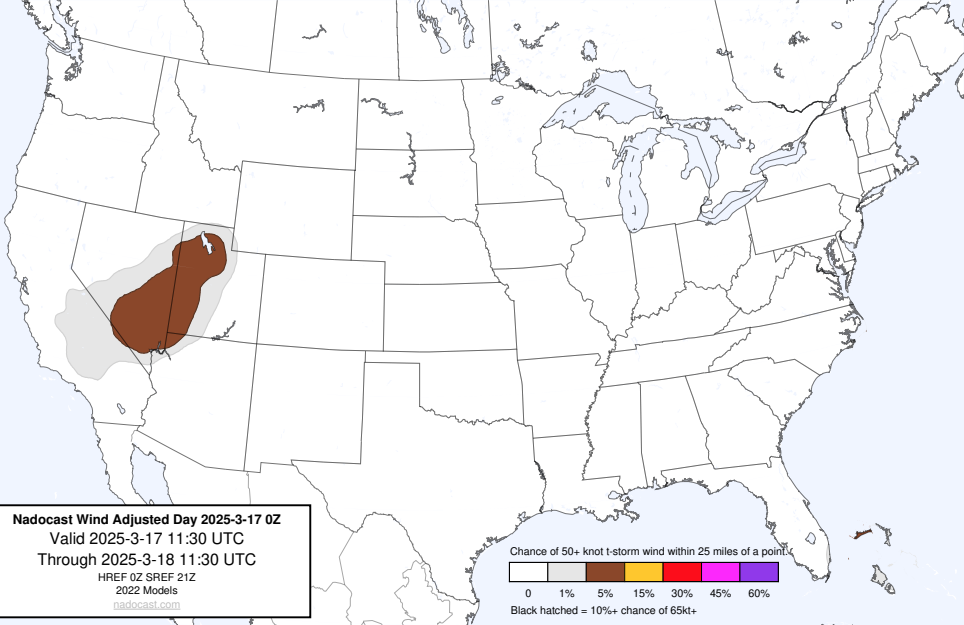 Nadocast Wind Adjusted Day 2025-3-17 0Z
Valid 2025-3-17 11:30 UTC
Through 2025-3-18 11:30 UTC
HREF 0Z SREF 21Z
2022 Models
nadocast.com
Chance of 50+ knot t-storm wind within 25 miles of a point.
0 1% 5% 15% 30% 45% 60%
Black hatched = 10%+ chance of 65kt+